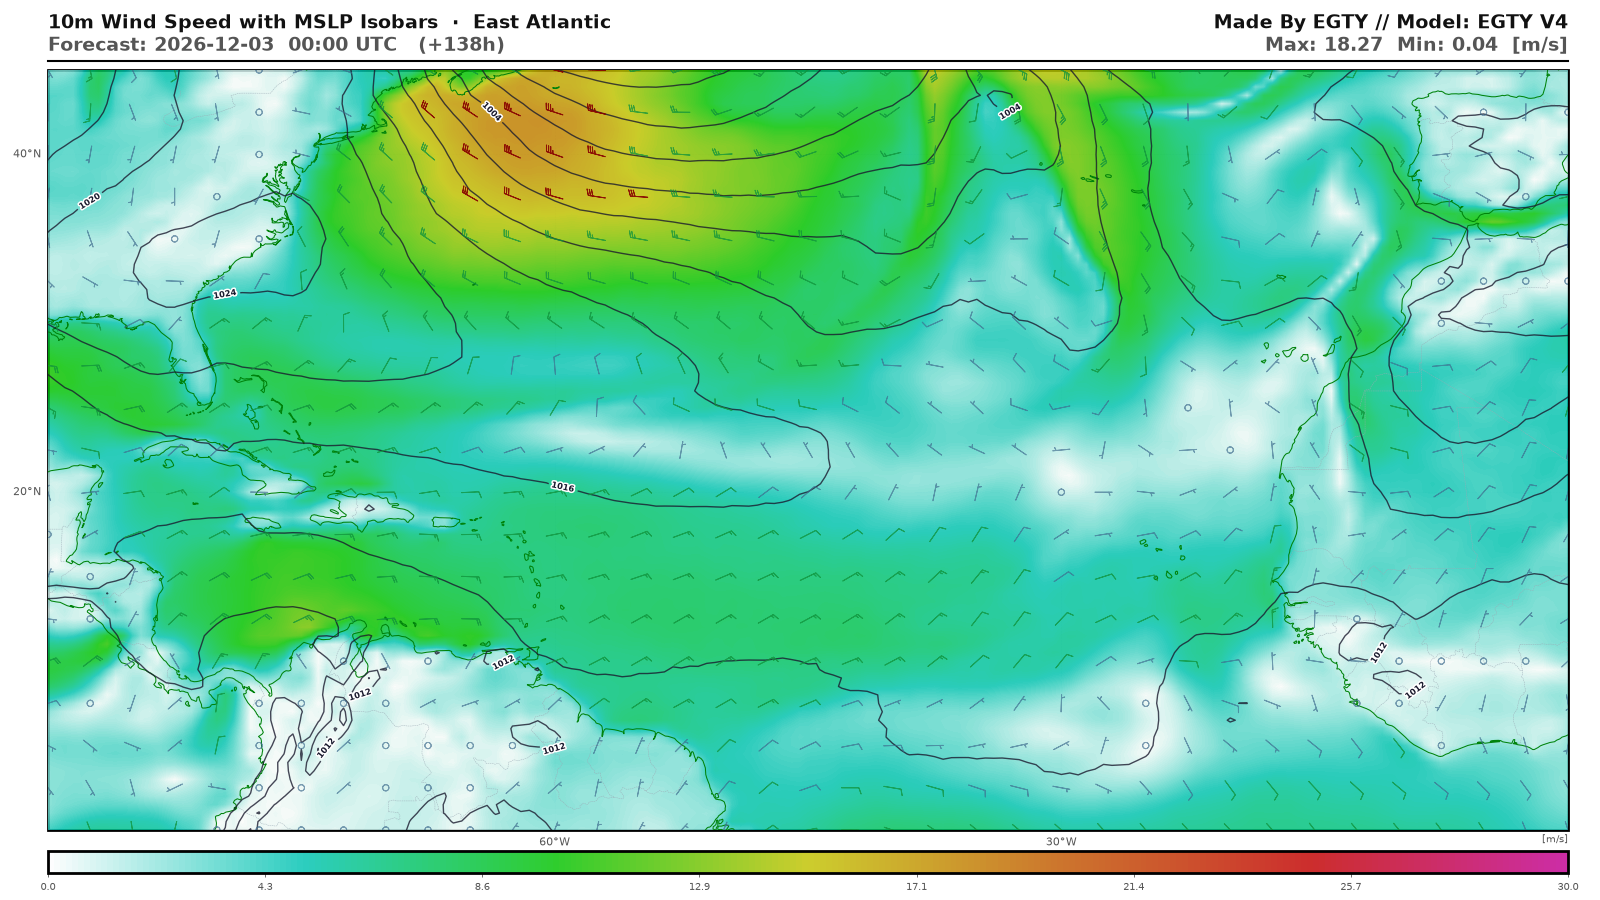 10m Wind Speed with MSLP Isobars · East Atlantic
Made By EGTY // Model: EGTY V4
Forecast: 2026-12-03 00:00 UTC (+138h)
Max: 18.27 Min: 0.04 [m/s]
1004
1004
40°N
1020
1024
1016
20°N
1012
1012
1012
1012
1012
1012
60°W
30°W
[m/s]
0.0
4.3
8.6
12.9
17.1
21.4
25.7
30.0